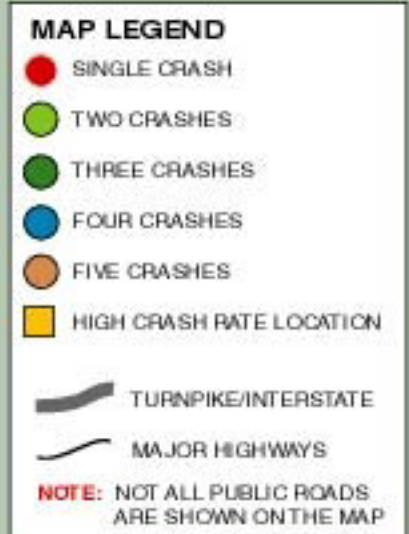 MAP LEGEND
SINGLE CRASH
TWO CRASHES
THREE CRASHES
FOUR CRASHES
FIVE CRASHES
HIGH CRASH RATE LOCATION
TURNPIKE/INTERSTATE
MAJOR HIGHWAYS
NOTE: NOT ALL PUBLIC ROADS
ARE SHOWN ON THE MAP